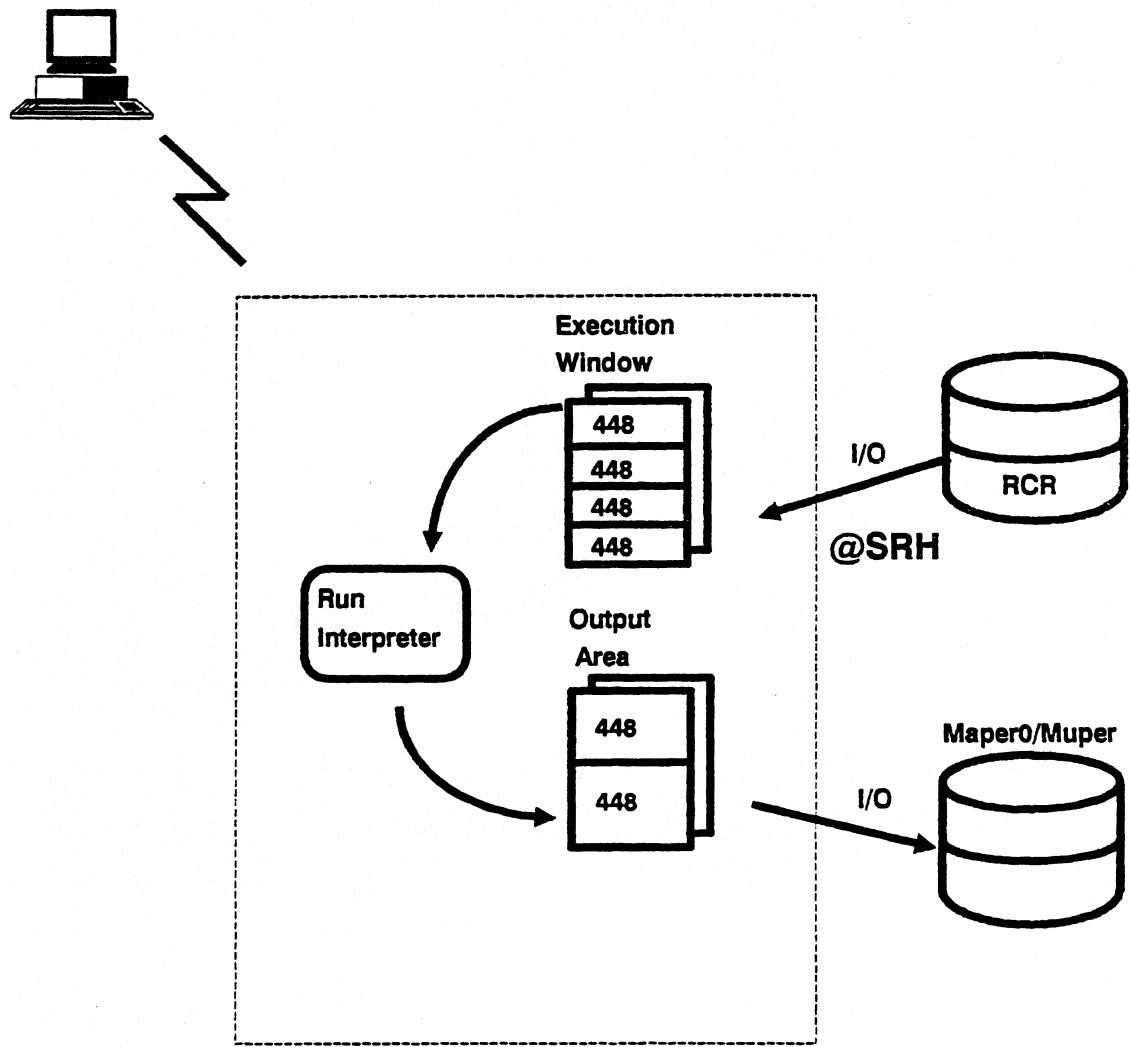 Execution
Window
448
448
448
448
I/O
RCR
@SRH
Run
Interpreter
Output
Area
448
448
Maper0/Muper
I/O